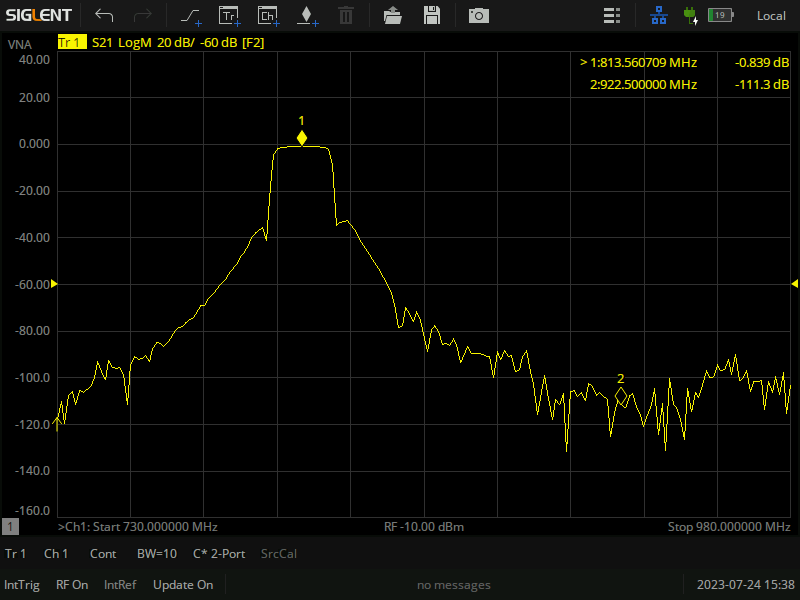 SIGLENT Tr Ch 19 Local
VNA Tr 1 S21 LogM 20 dB/ -60 dB [F2]
> 1:813.560709 MHz -0.839 dB
2:922.500000 MHz -111.3 dB
40.00
20.00
0.000
-20.00
-40.00
-60.00
-80.00
-100.0
-120.0
-140.0
-160.0
1
2
1 >Ch1: Start 730.000000 MHz RF -10.00 dBm Stop 980.000000 MHz
Tr 1 Ch 1 Cont BW=10 C* 2-Port SrcCal
IntTrig RF On IntRef Update On no messages 2023-07-24 15:38